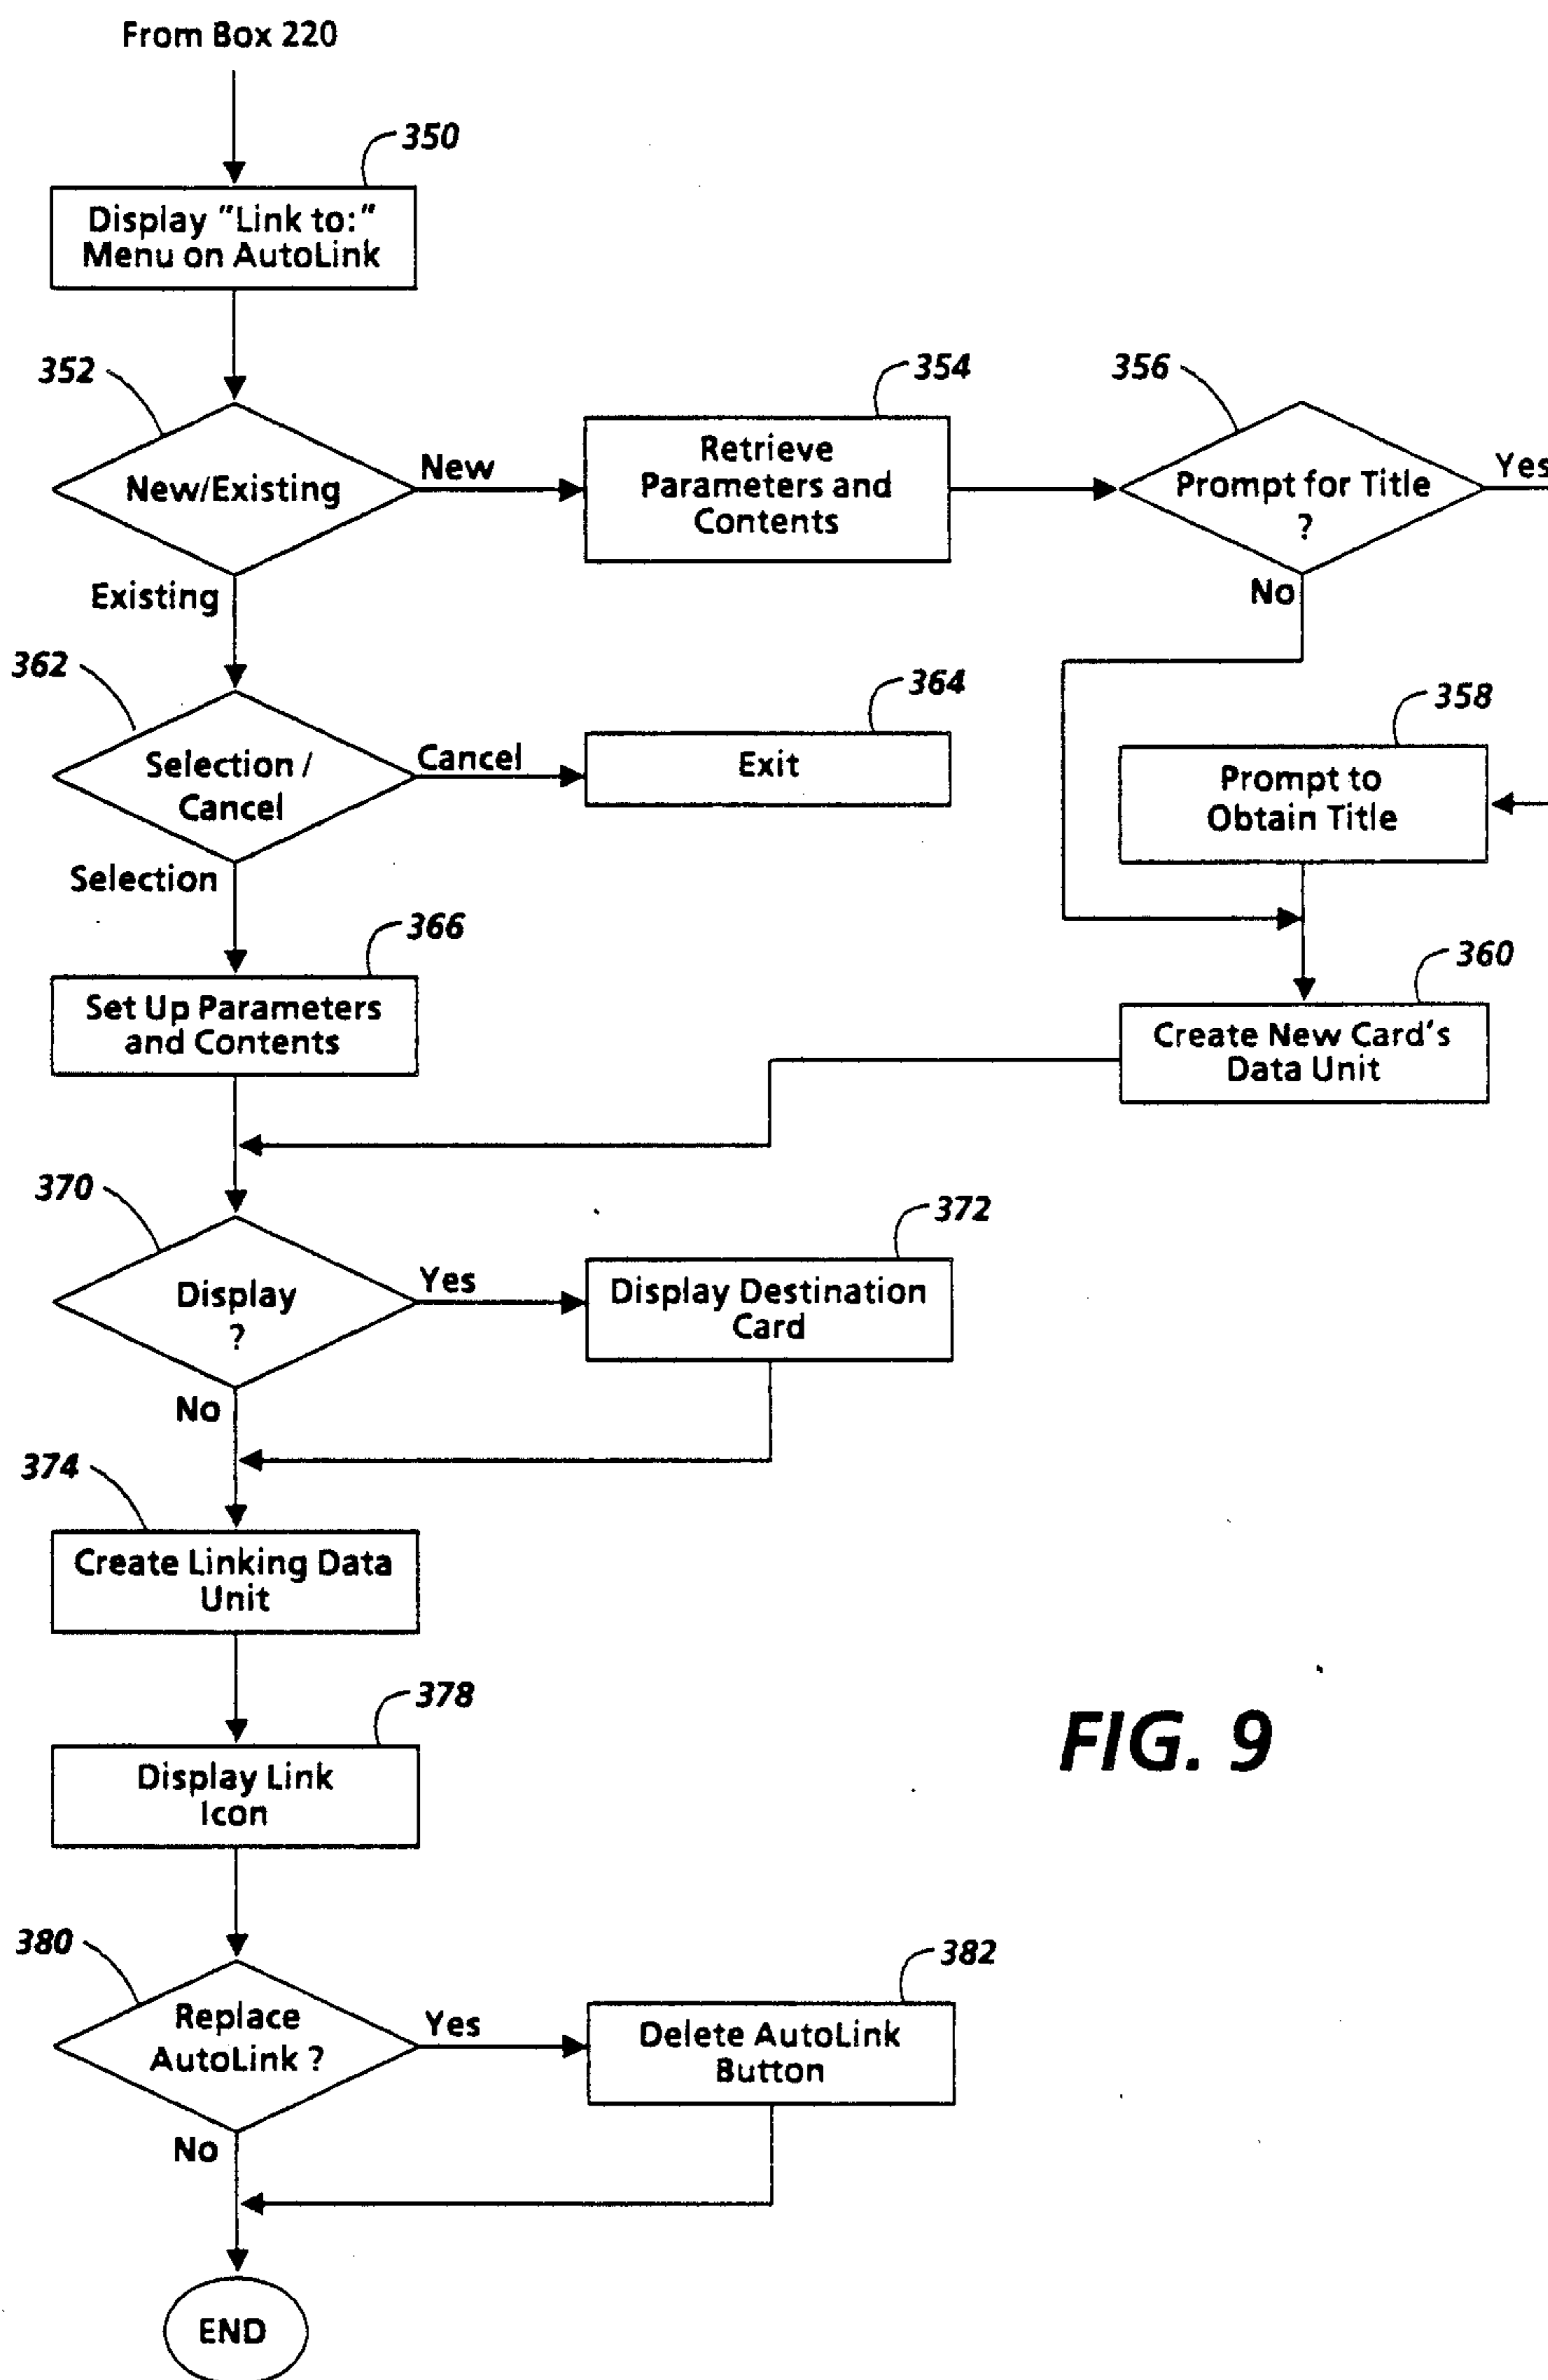 From Box 220
350
Display "Link to:"
Menu on AutoLink
352
New/Existing
New
354
Retrieve
Parameters and
Contents
356
Prompt for Title
?
Yes
No
Existing
362
Selection /
Cancel
Cancel
364
Exit
358
Prompt to
Obtain Title
Selection
366
Set Up Parameters
and Contents
360
Create New Card's
Data Unit
370
Display
?
Yes
372
Display Destination
Card
No
374
Create Linking Data
Unit
378
Display Link
Icon
FIG. 9
380
Replace
AutoLink ?
Yes
382
Delete AutoLink
Button
No
END